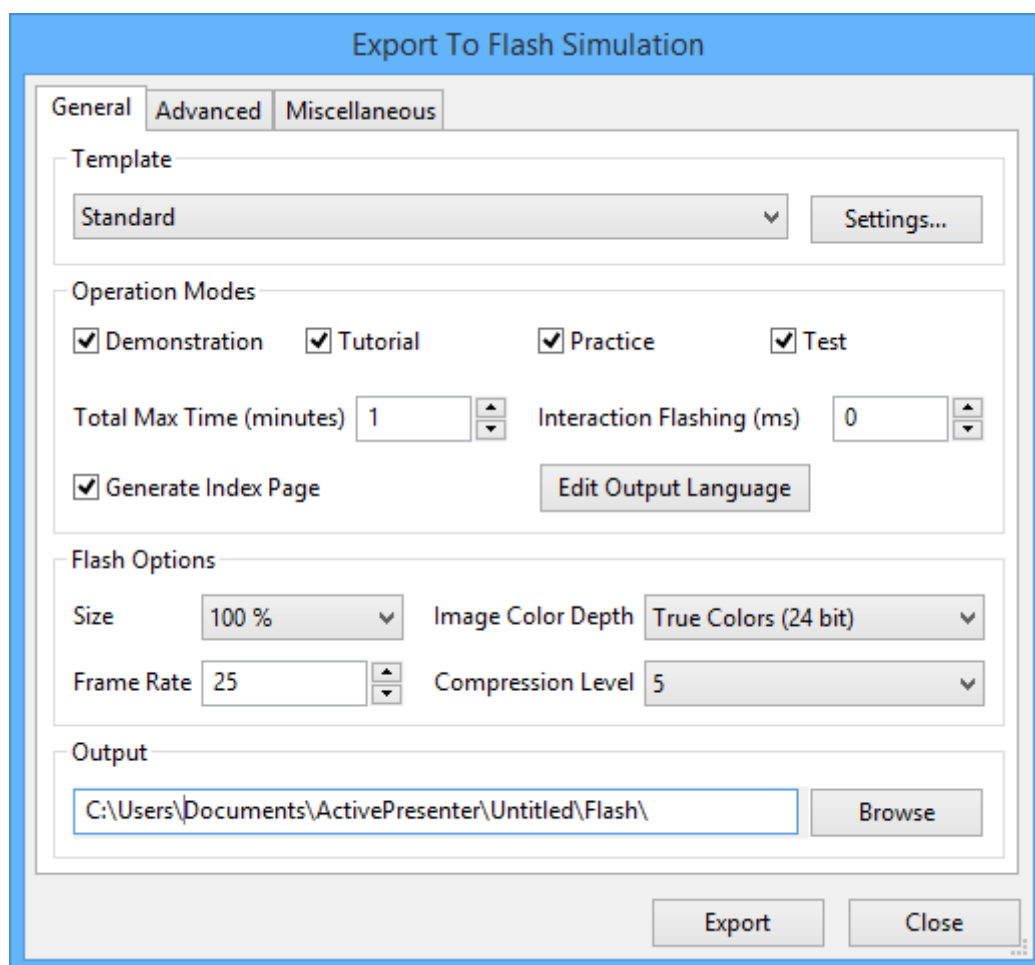 Export To Flash Simulation
General Advanced Miscellaneous
Template
Standard Settings...
Operation Modes
Demonstration Tutorial Practice Test
Total Max Time (minutes) 1 Interaction Flashing (ms) 0
Generate Index Page Edit Output Language
Flash Options
Size 100 % Image Color Depth True Colors (24 bit)
Frame Rate 25 Compression Level 5
Output
C:\Users\Documents\ActivePresenter\Untitled\Flash\ Browse
Export Close